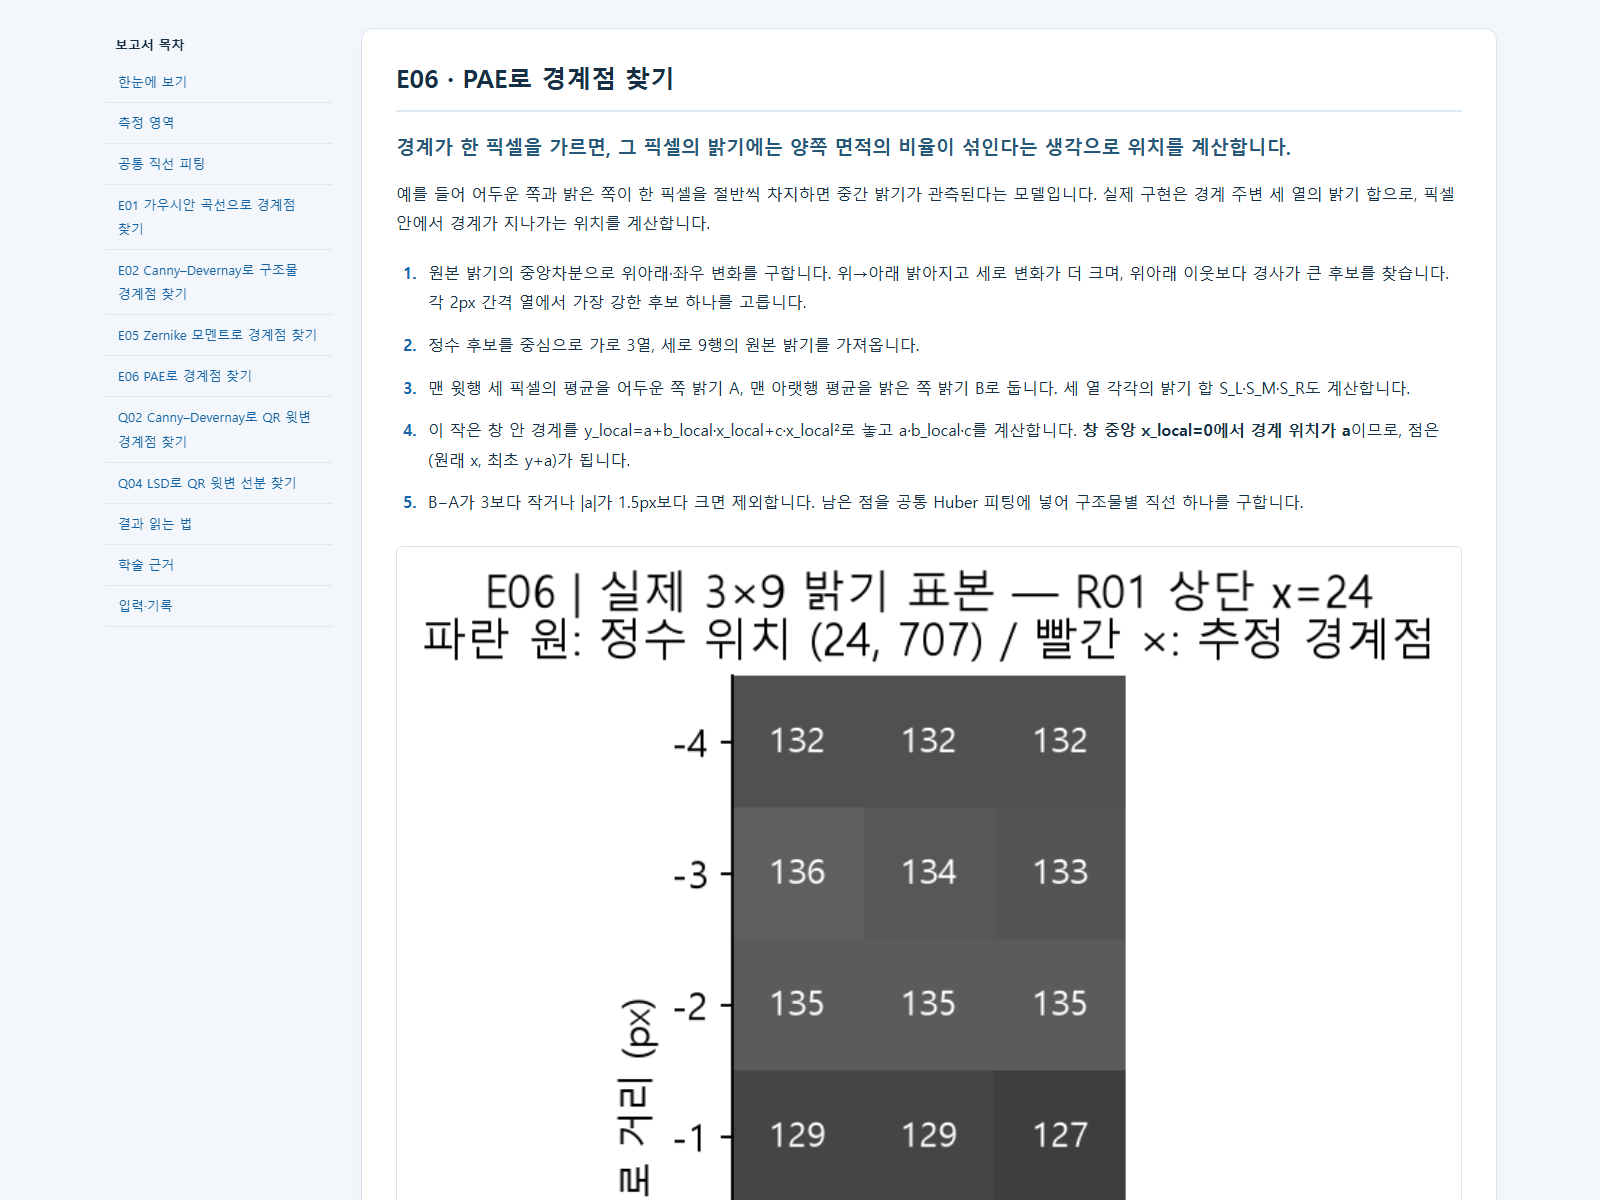 보고서 목차
한눈에 보기
측정 영역
공통 직선 피팅
E01 가우시안 곡선으로 경계점
찾기
E02 Canny–Devernay로 구조물
경계점 찾기
E05 Zernike 모멘트로 경계점 찾기
E06 PAE로 경계점 찾기
Q02 Canny–Devernay로 QR 윗변
경계점 찾기
Q04 LSD로 QR 윗변 선분 찾기
결과 읽는 법
학술 근거
입력·기록
E06 · PAE로 경계점 찾기
경계가 한 픽셀을 가르면, 그 픽셀의 밝기에는 양쪽 면적의 비율이 섞인다는 생각으로 위치를 계산합니다.
예를 들어 어두운 쪽과 밝은 쪽이 한 픽셀을 절반씩 차지하면 중간 밝기가 관측된다는 모델입니다. 실제 구현은 경계 주변 세 열의 밝기 합으로, 픽셀
안에서 경계가 지나가는 위치를 계산합니다.
1. 원본 밝기의 중앙차분으로 위아래·좌우 변화를 구합니다. 위→아래 밝아지고 세로 변화가 더 크며, 위아래 이웃보다 경사가 큰 후보를 찾습니다.
각 2px 간격 열에서 가장 강한 후보 하나를 고릅니다.
2. 정수 후보를 중심으로 가로 3열, 세로 9행의 원본 밝기를 가져옵니다.
3. 맨 윗행 세 픽셀의 평균을 어두운 쪽 밝기 A, 맨 아랫행 평균을 밝은 쪽 밝기 B로 둡니다. 세 열 각각의 밝기 합 S_L·S_M·S_R도 계산합니다.
4. 이 작은 창 안 경계를 y_local=a+b_local·x_local+c·x_local²로 놓고 a·b_local·c를 계산합니다. 창 중앙 x_local=0에서 경계 위치가 a이므로, 점은
(원래 x, 최초 y+a)가 됩니다.
5. B−A가 3보다 작거나 |a|가 1.5px보다 크면 제외합니다. 남은 점을 공통 Huber 피팅에 넣어 구조물별 직선 하나를 구합니다.
E06 | 실제 3×9 밝기 표본 — R01 상단 x=24
파란 원: 정수 위치 (24, 707) / 빨간 ×: 추정 경계점
-4 132 132 132
-3 136 134 133
-2 135 135 135
-1 129 129 127
로 거리 (px)